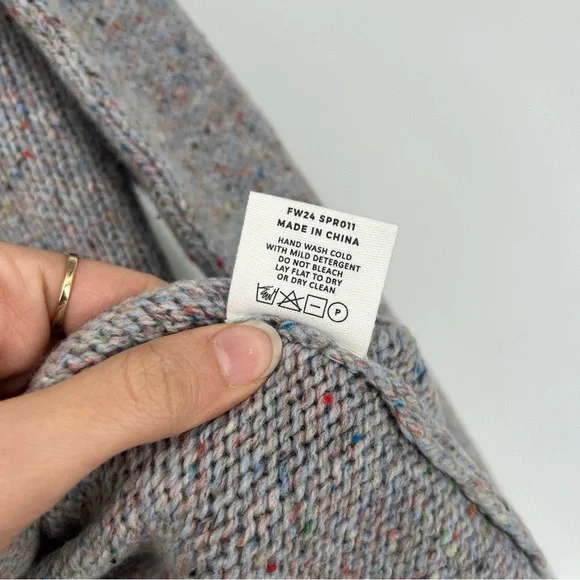 FW24 SPR011
MADE IN CHINA
HAND WASH COLD
WITH MILD DETERGENT
DO NOT BLEACH
LAY FLAT TO DRY
OR DRY CLEAN
P